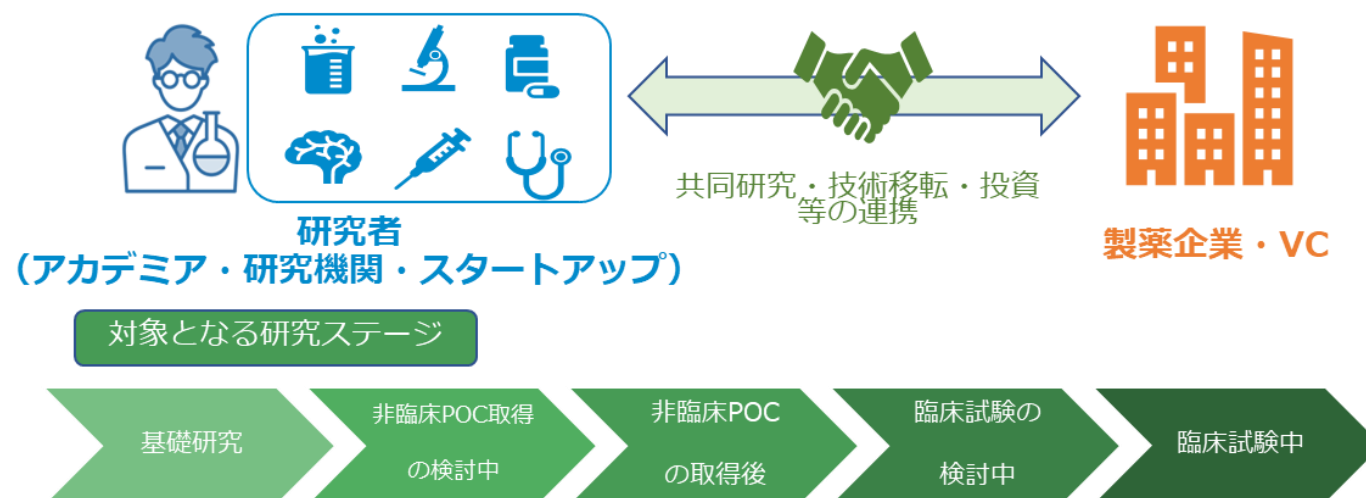 共同研究・技術移転・投資
等の連携
研究者
（アカデミア・研究機関・スタートアップ）
製薬企業・VC
対象となる研究ステージ
基礎研究
非臨床POC取得
の検討中
非臨床POC
の取得後
臨床試験の
検討中
臨床試験中